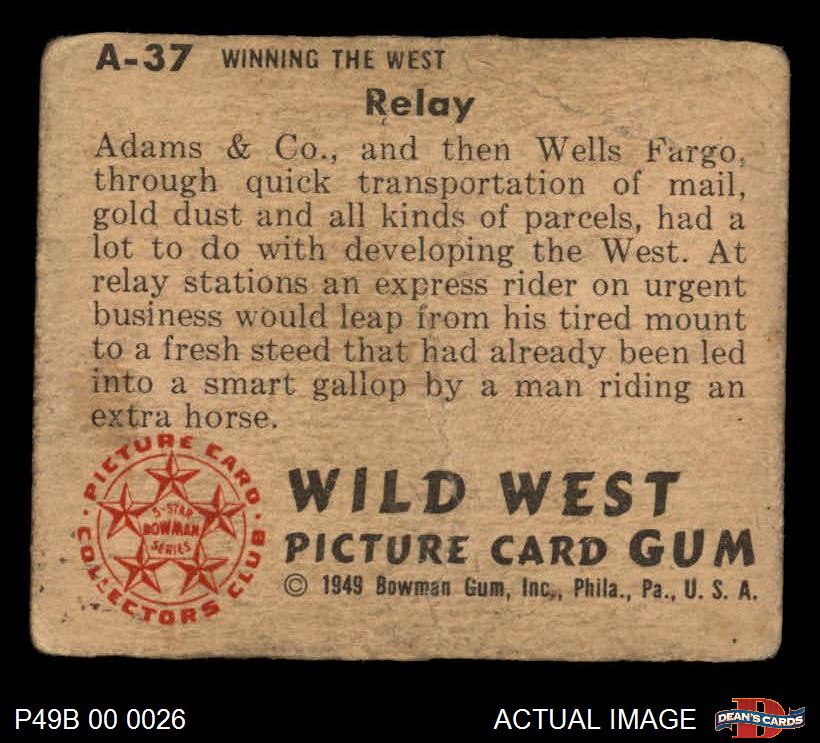 A-37 WINNING THE WEST
Relay
Adams & Co., and then Wells Fargo,
through quick transportation of mail,
gold dust and all kinds of parcels, had a
lot to do with developing the West. At
relay stations an express rider on urgent
business would leap from his tired mount
to a fresh steed that had already been led
into a smart gallop by a man riding an
extra horse.
PICTURE CARD
COLLECTORS CLUB
5-STAR
BOWMAN
SERIES
WILD WEST
PICTURE CARD GUM
© 1949 Bowman Gum, Inc., Phila., Pa., U. S. A.
P49B 00 0026
ACTUAL IMAGE
D
DEAN'S CARDS